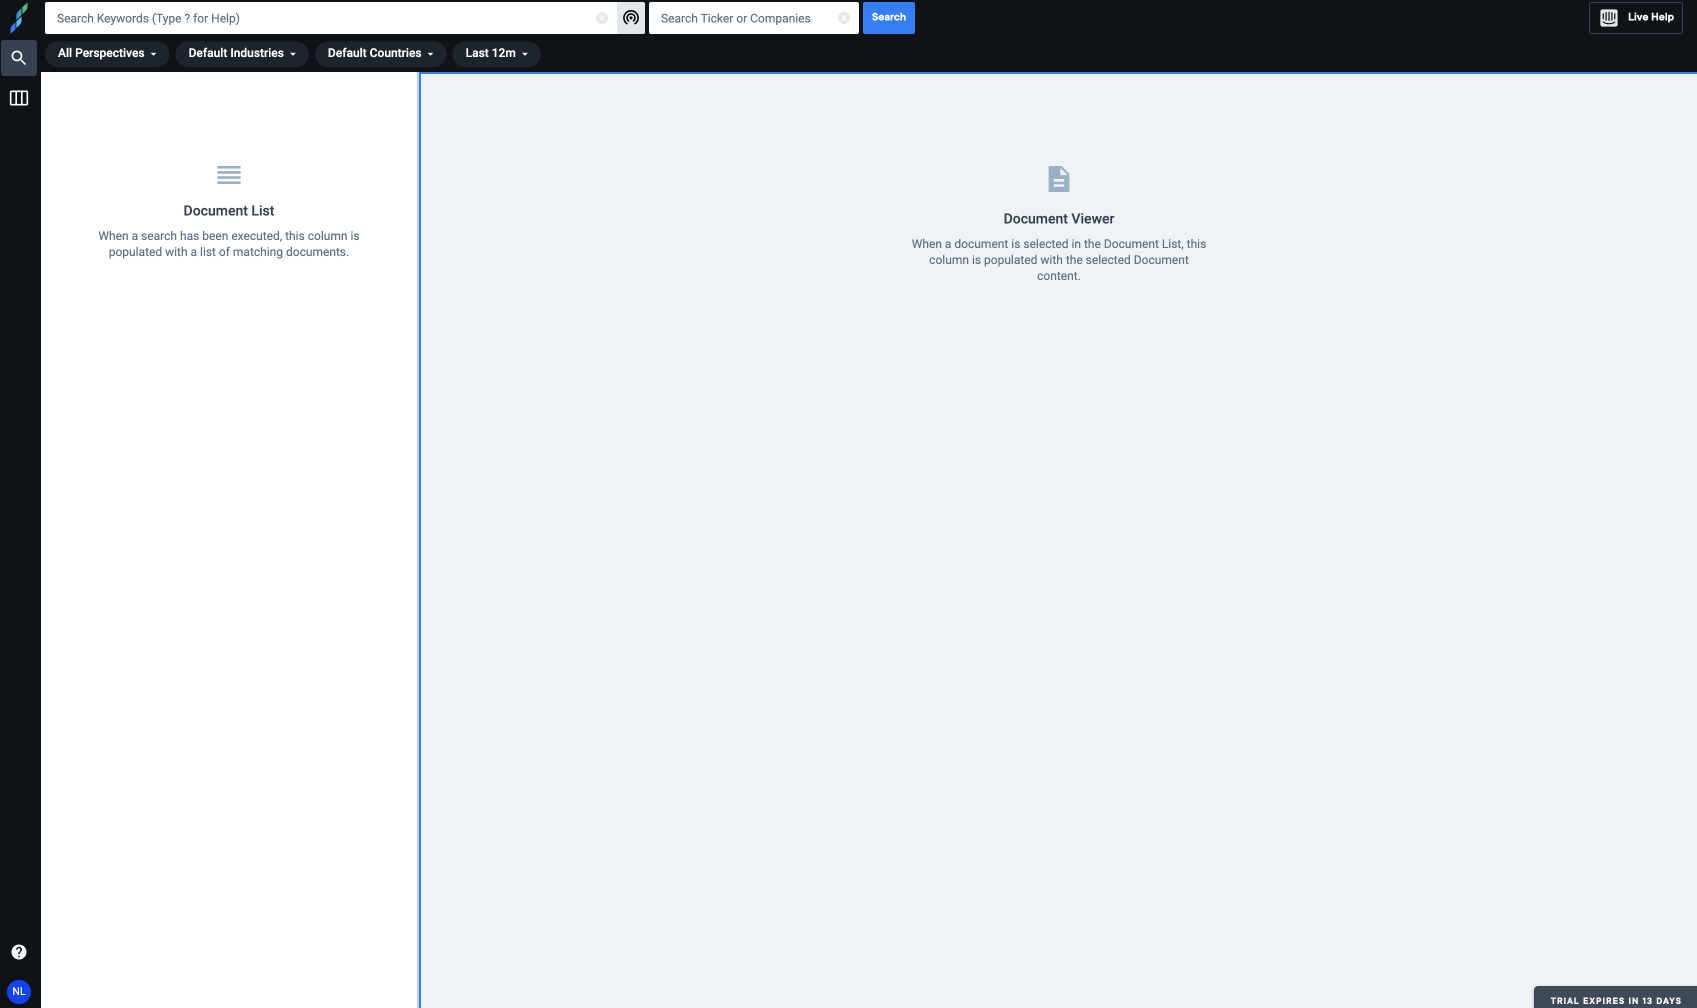 Search Keywords (Type ? for Help)
Search Ticker or Companies
Search
Live Help
All Perspectives
Default Industries
Default Countries
Last 12m
Document List
When a search has been executed, this column is
populated with a list of matching documents.
Document Viewer
When a document is selected in the Document List, this
column is populated with the selected Document
content.
?
NL
TRIAL EXPIRES IN 13 DAYS